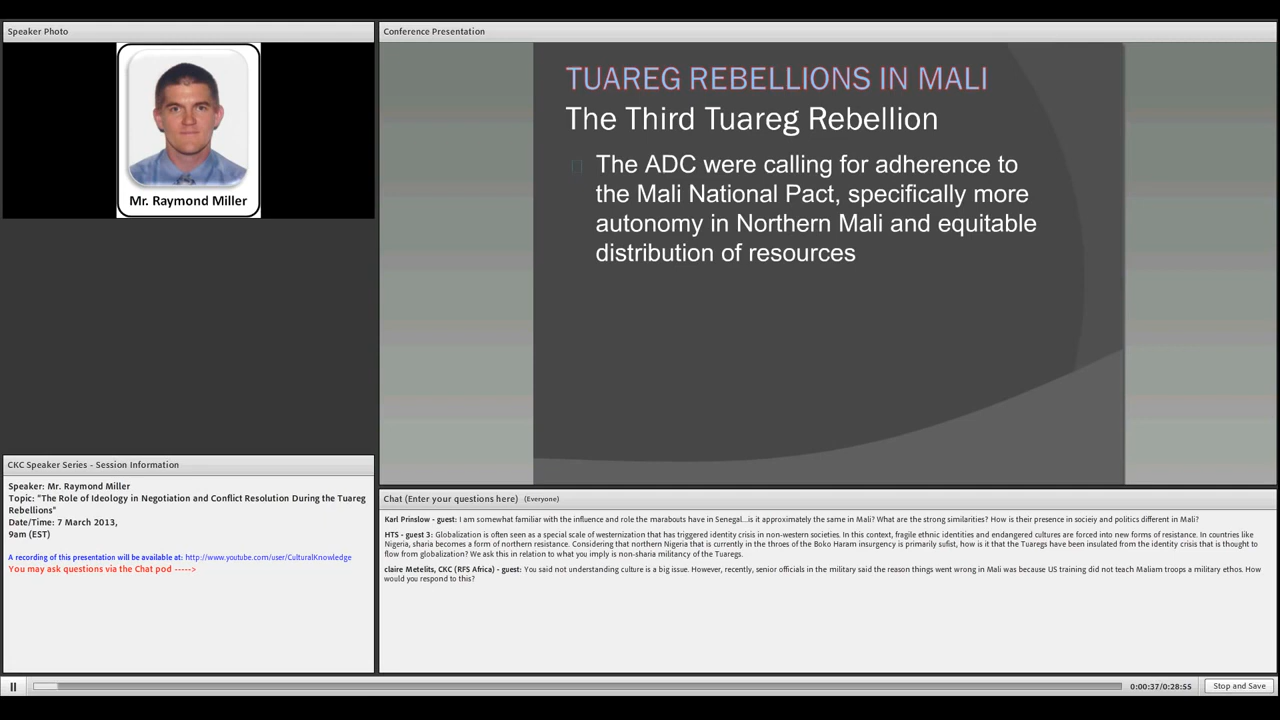 Speaker Photo
Mr. Raymond Miller
Conference Presentation
TUAREG REBELLIONS IN MALI
The Third Tuareg Rebellion
The ADC were calling for adherence to
the Mali National Pact, specifically more
autonomy in Northern Mali and equitable
distribution of resources
CKC Speaker Series - Session Information
Speaker: Mr. Raymond Miller
Topic: "The Role of Ideology in Negotiation and Conflict Resolution During the Tuareg
Rebellions"
Date/Time: 7 March 2013,
9am (EST)
A recording of this presentation will be available at: http://www.youtube.com/user/CulturalKnowledge
You may ask questions via the Chat pod ----->
Chat (Enter your questions here) (Everyone)
Karl Prinslow - guest: I am somewhat familiar with the influence and role the marabouts have in Senegal...is it approximately the same in Mali? What are the strong similarities? How is their presence in socieiy and politics different in Mali?
HTS - guest 3: Globalization is often seen as a special scale of westernization that has triggered identity crisis in non-western societies. In this context, fragile ethnic identities and endangered cultures are forced into new forms of resistance. In countries like
Nigeria, sharia becomes a form of northern resistance. Considering that northern Nigeria that is currently in the throes of the Boko Haram insurgency is primarily sufist, how is it that the Tuaregs have been insulated from the identity crisis that is thought to
flow from globalization? We ask this in relation to what you imply is non-sharia militancy of the Tuaregs.
claire Metelits, CKC (RFS Africa) - guest: You said not understanding culture is a big issue. However, recently, senior officials in the military said the reason things went wrong in Mali was because US training did not teach Maliam troops a military ethos. How
would you respond to this?
0:00:37/0:28:55
Stop and Save